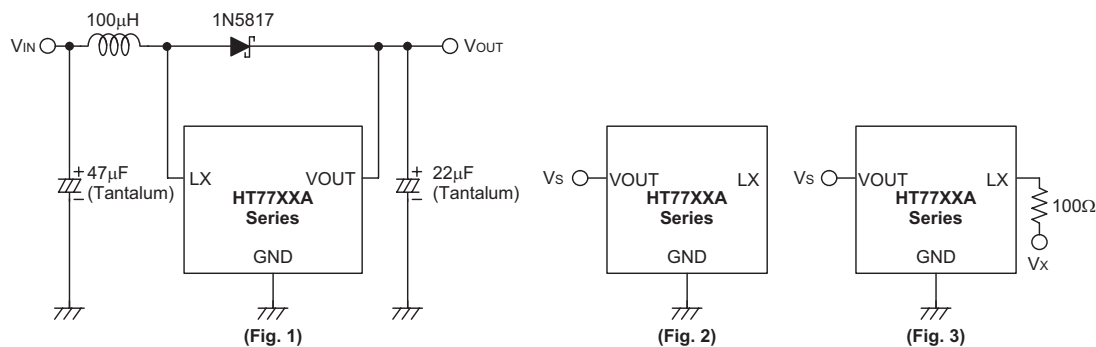 100µH
1N5817
VIN
VOUT
47µF
(Tantalum)
LX
VOUT
HT77XXA
Series
GND
22µF
(Tantalum)
(Fig. 1)
VS
VOUT
LX
HT77XXA
Series
GND
(Fig. 2)
VS
VOUT
LX
HT77XXA
Series
GND
100Ω
VX
(Fig. 3)